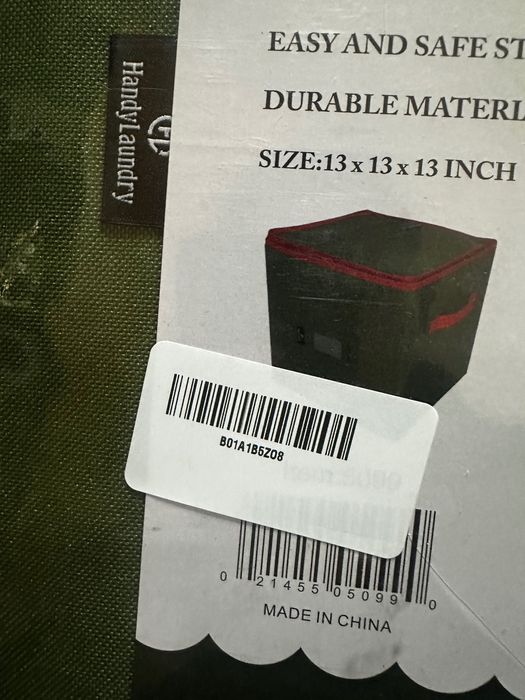 EASY AND SAFE ST
DURABLE MATERI
SIZE:13 x 13 x 13 INCH
HandyLaundry
B01A1B5Z08
0 21455 05099 0
MADE IN CHINA